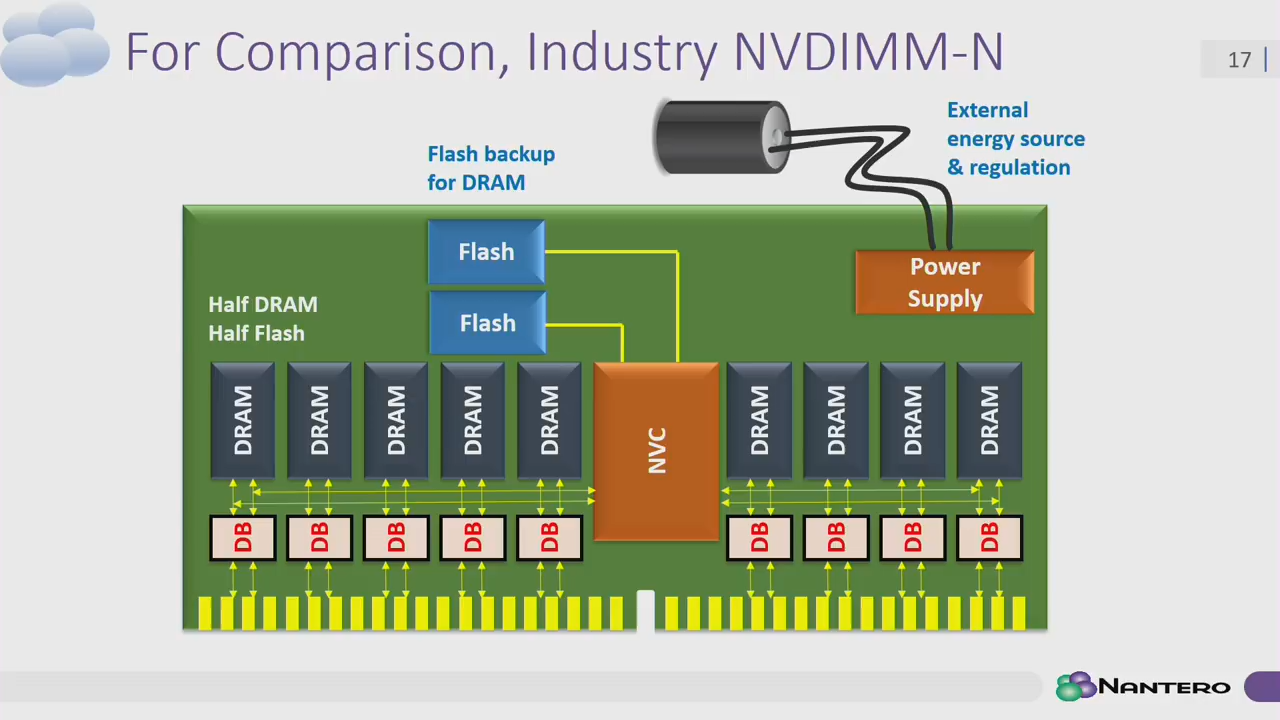 For Comparison, Industry NVDIMM-N
17
External
energy source
& regulation
Flash backup
for DRAM
Flash
Flash
Power
Supply
Half DRAM
Half Flash
DRAM
DRAM
DRAM
DRAM
DRAM
NVC
DRAM
DRAM
DRAM
DRAM
DB
DB
DB
DB
DB
DB
DB
DB
DB
NANTERO